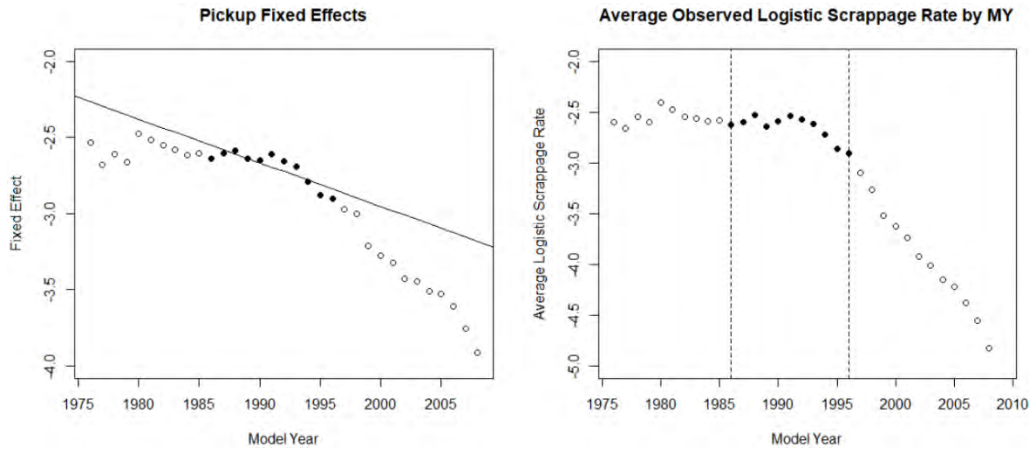 Pickup Fixed Effects
Fixed Effect
-2.0
-2.5
-3.0
-3.5
-4.0
1975 1980 1985 1990 1995 2000 2005
Model Year
Average Observed Logistic Scrappage Rate by MY
Average Logistic Scrappage Rate
-2.0
-2.5
-3.0
-3.5
-4.0
-4.5
-5.0
1975 1980 1985 1990 1995 2000 2005 2010
Model Year